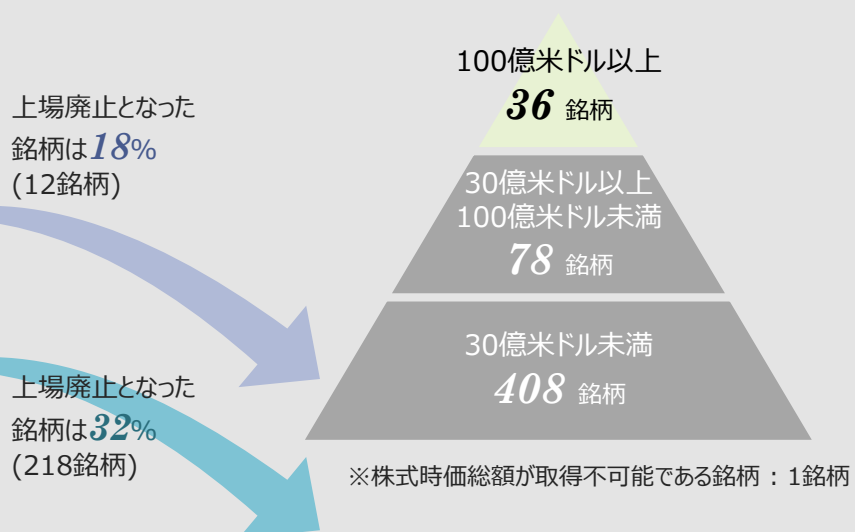 100億米ドル以上
36 銘柄
上場廃止となった
銘柄は18%
(12銘柄)
30億米ドル以上
100億米ドル未満
78 銘柄
30億米ドル未満
408 銘柄
上場廃止となった
銘柄は32%
(218銘柄)
※株式時価総額が取得不可能である銘柄：1銘柄